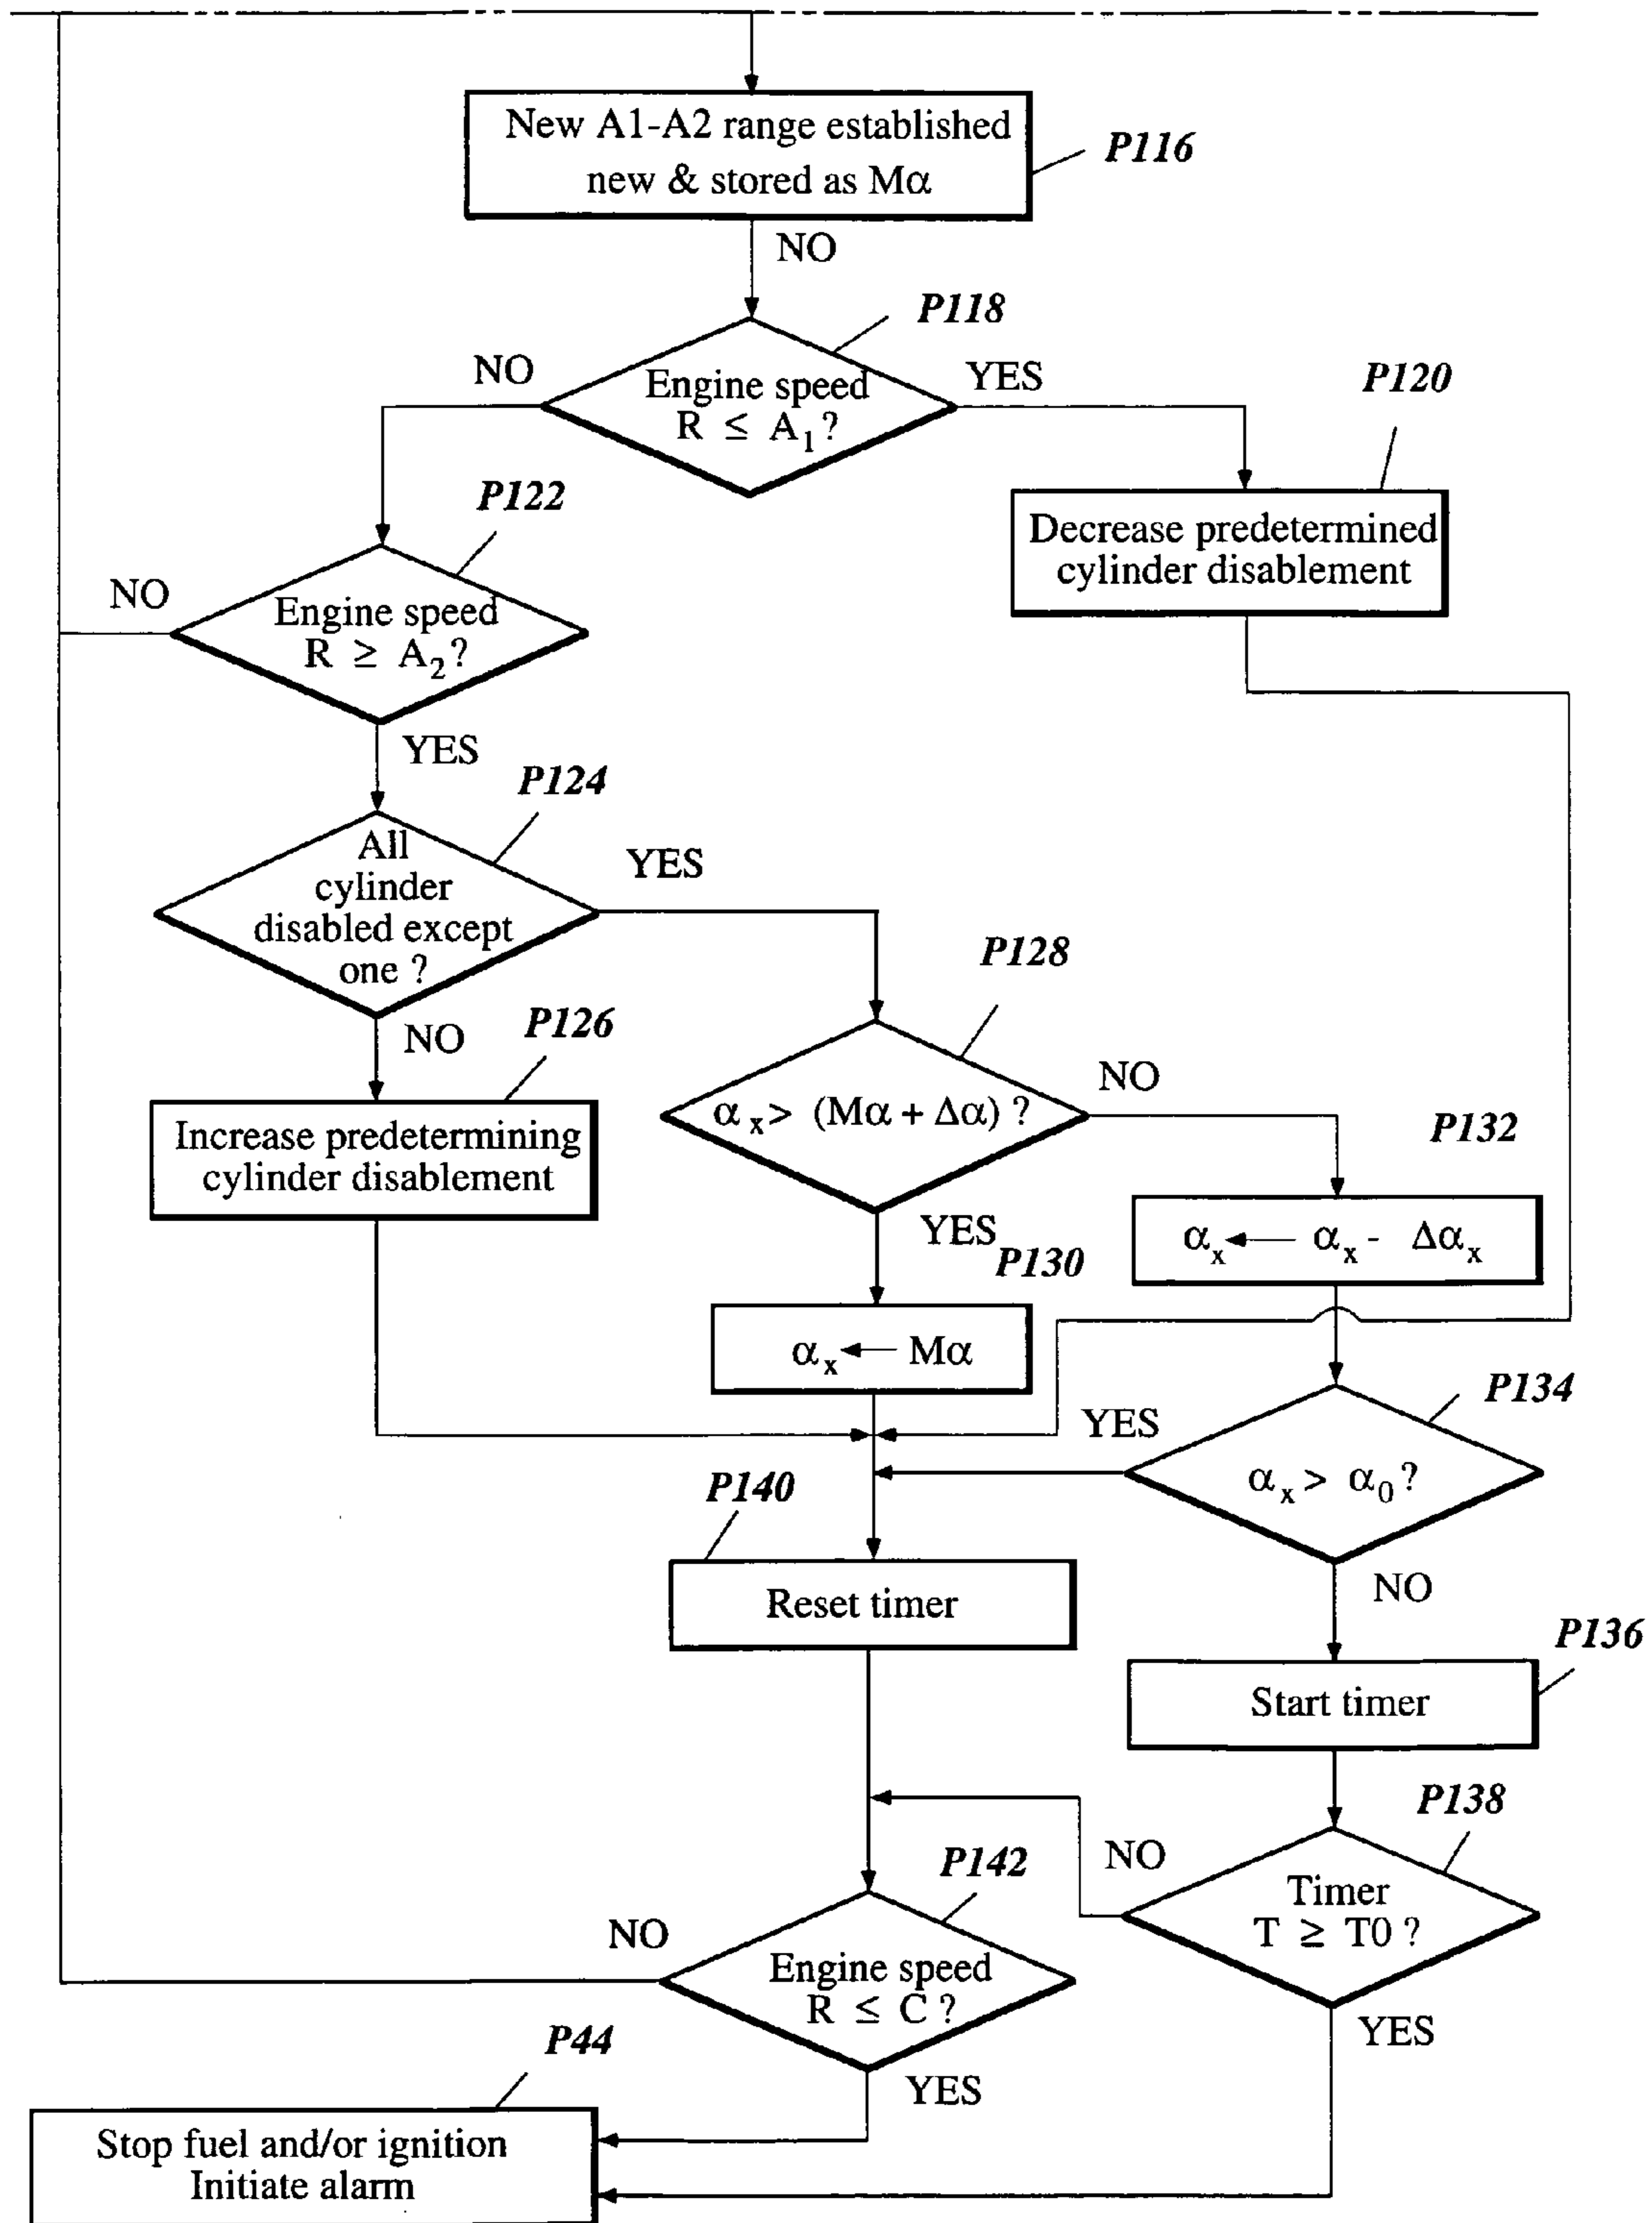 New A1-A2 range established
new & stored as Mα
P116
NO
P118
NO
Engine speed
R ≤ A₁?
YES
P120
Decrease predetermined
cylinder disablement
P122
NO
Engine speed
R ≥ A₂?
YES
P124
All
cylinder
disabled except
one ?
YES
NO
P126
Increase predetermining
cylinder disablement
P128
αₓ > (Mα + Δα) ?
NO
YES
P130
αₓ ← Mα
P132
αₓ ← αₓ - Δαₓ
P134
YES
αₓ > α₀?
NO
P140
Reset timer
P136
Start timer
P138
NO
Timer
T ≥ T0 ?
YES
P142
NO
Engine speed
R ≤ C ?
YES
P44
Stop fuel and/or ignition
Initiate alarm